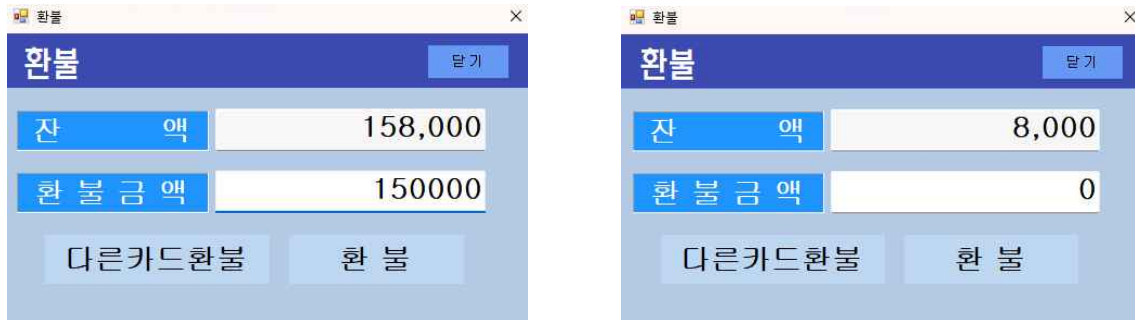 환불
환불 닫기
잔 액 158,000
환 불 금 액 150000
다른카드환불 환 불
환불
환불 닫기
잔 액 8,000
환 불 금 액 0
다른카드환불 환 불